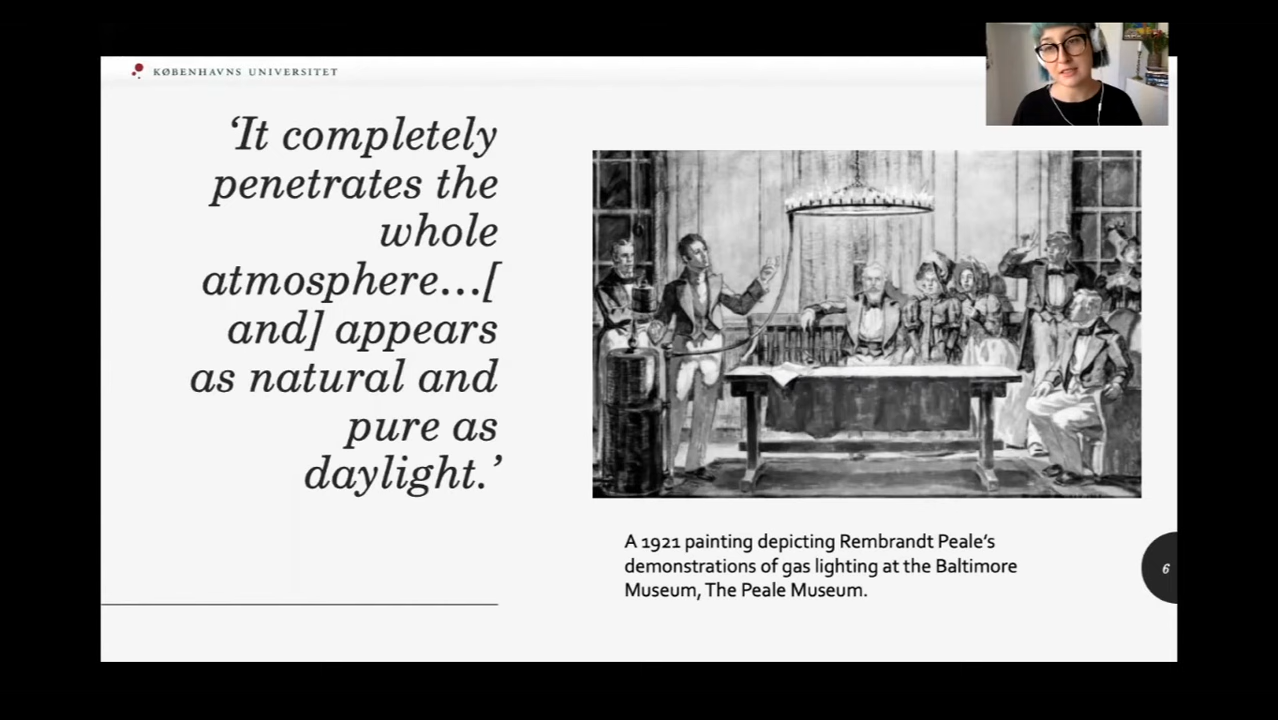 KØBENHAVNS UNIVERSITET
‘It completely
penetrates the
whole
atmosphere…[
and] appears
as natural and
pure as
daylight.’
A 1921 painting depicting Rembrandt Peale’s
demonstrations of gas lighting at the Baltimore
Museum, The Peale Museum.
6